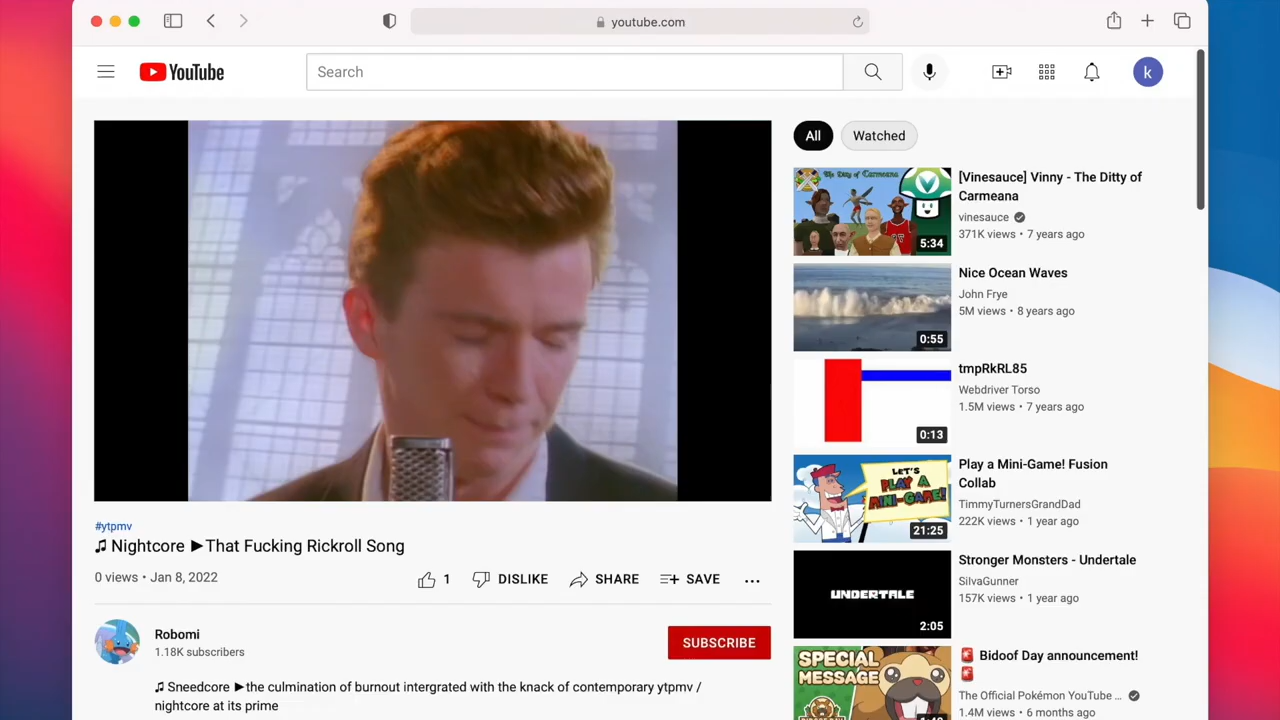 youtube.com
YouTube
Search
k
All
Watched
The Ditty of Carmeana
5:34
[Vinesauce] Vinny - The Ditty of
Carmeana
vinesauce
371K views • 7 years ago
0:55
Nice Ocean Waves
John Frye
5M views • 8 years ago
0:13
tmpRkRL85
Webdriver Torso
1.5M views • 7 years ago
LET'S
PLAY A
MINI-GAME!
21:25
Play a Mini-Game! Fusion
Collab
TimmyTurnersGrandDad
222K views • 1 year ago
UNDERTALE
2:05
Stronger Monsters - Undertale
SilvaGunner
157K views • 1 year ago
SPECIAL
MESSAGE
🚨 Bidoof Day announcement!
🚨
The Official Pokémon YouTube ...
1.4M views • 6 months ago
#ytpmv
♫ Nightcore ►That Fucking Rickroll Song
0 views • Jan 8, 2022
1
DISLIKE
SHARE
SAVE
...
Robomi
1.18K subscribers
SUBSCRIBE
♫ Sneedcore ►the culmination of burnout intergrated with the knack of contemporary ytpmv /
nightcore at its prime